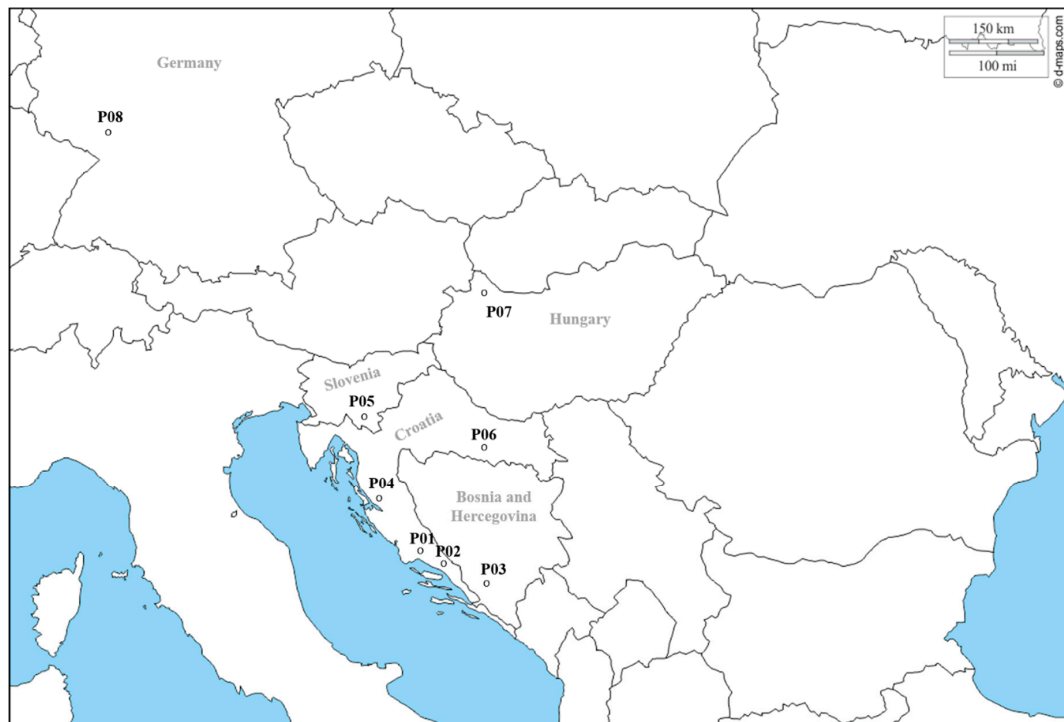 150 km
100 mi
© d-maps.com
Germany
P08
P07
Hungary
Slovenia
P05
Croatia
P06
P04
Bosnia and
Hercegovina
P01
P02
P03